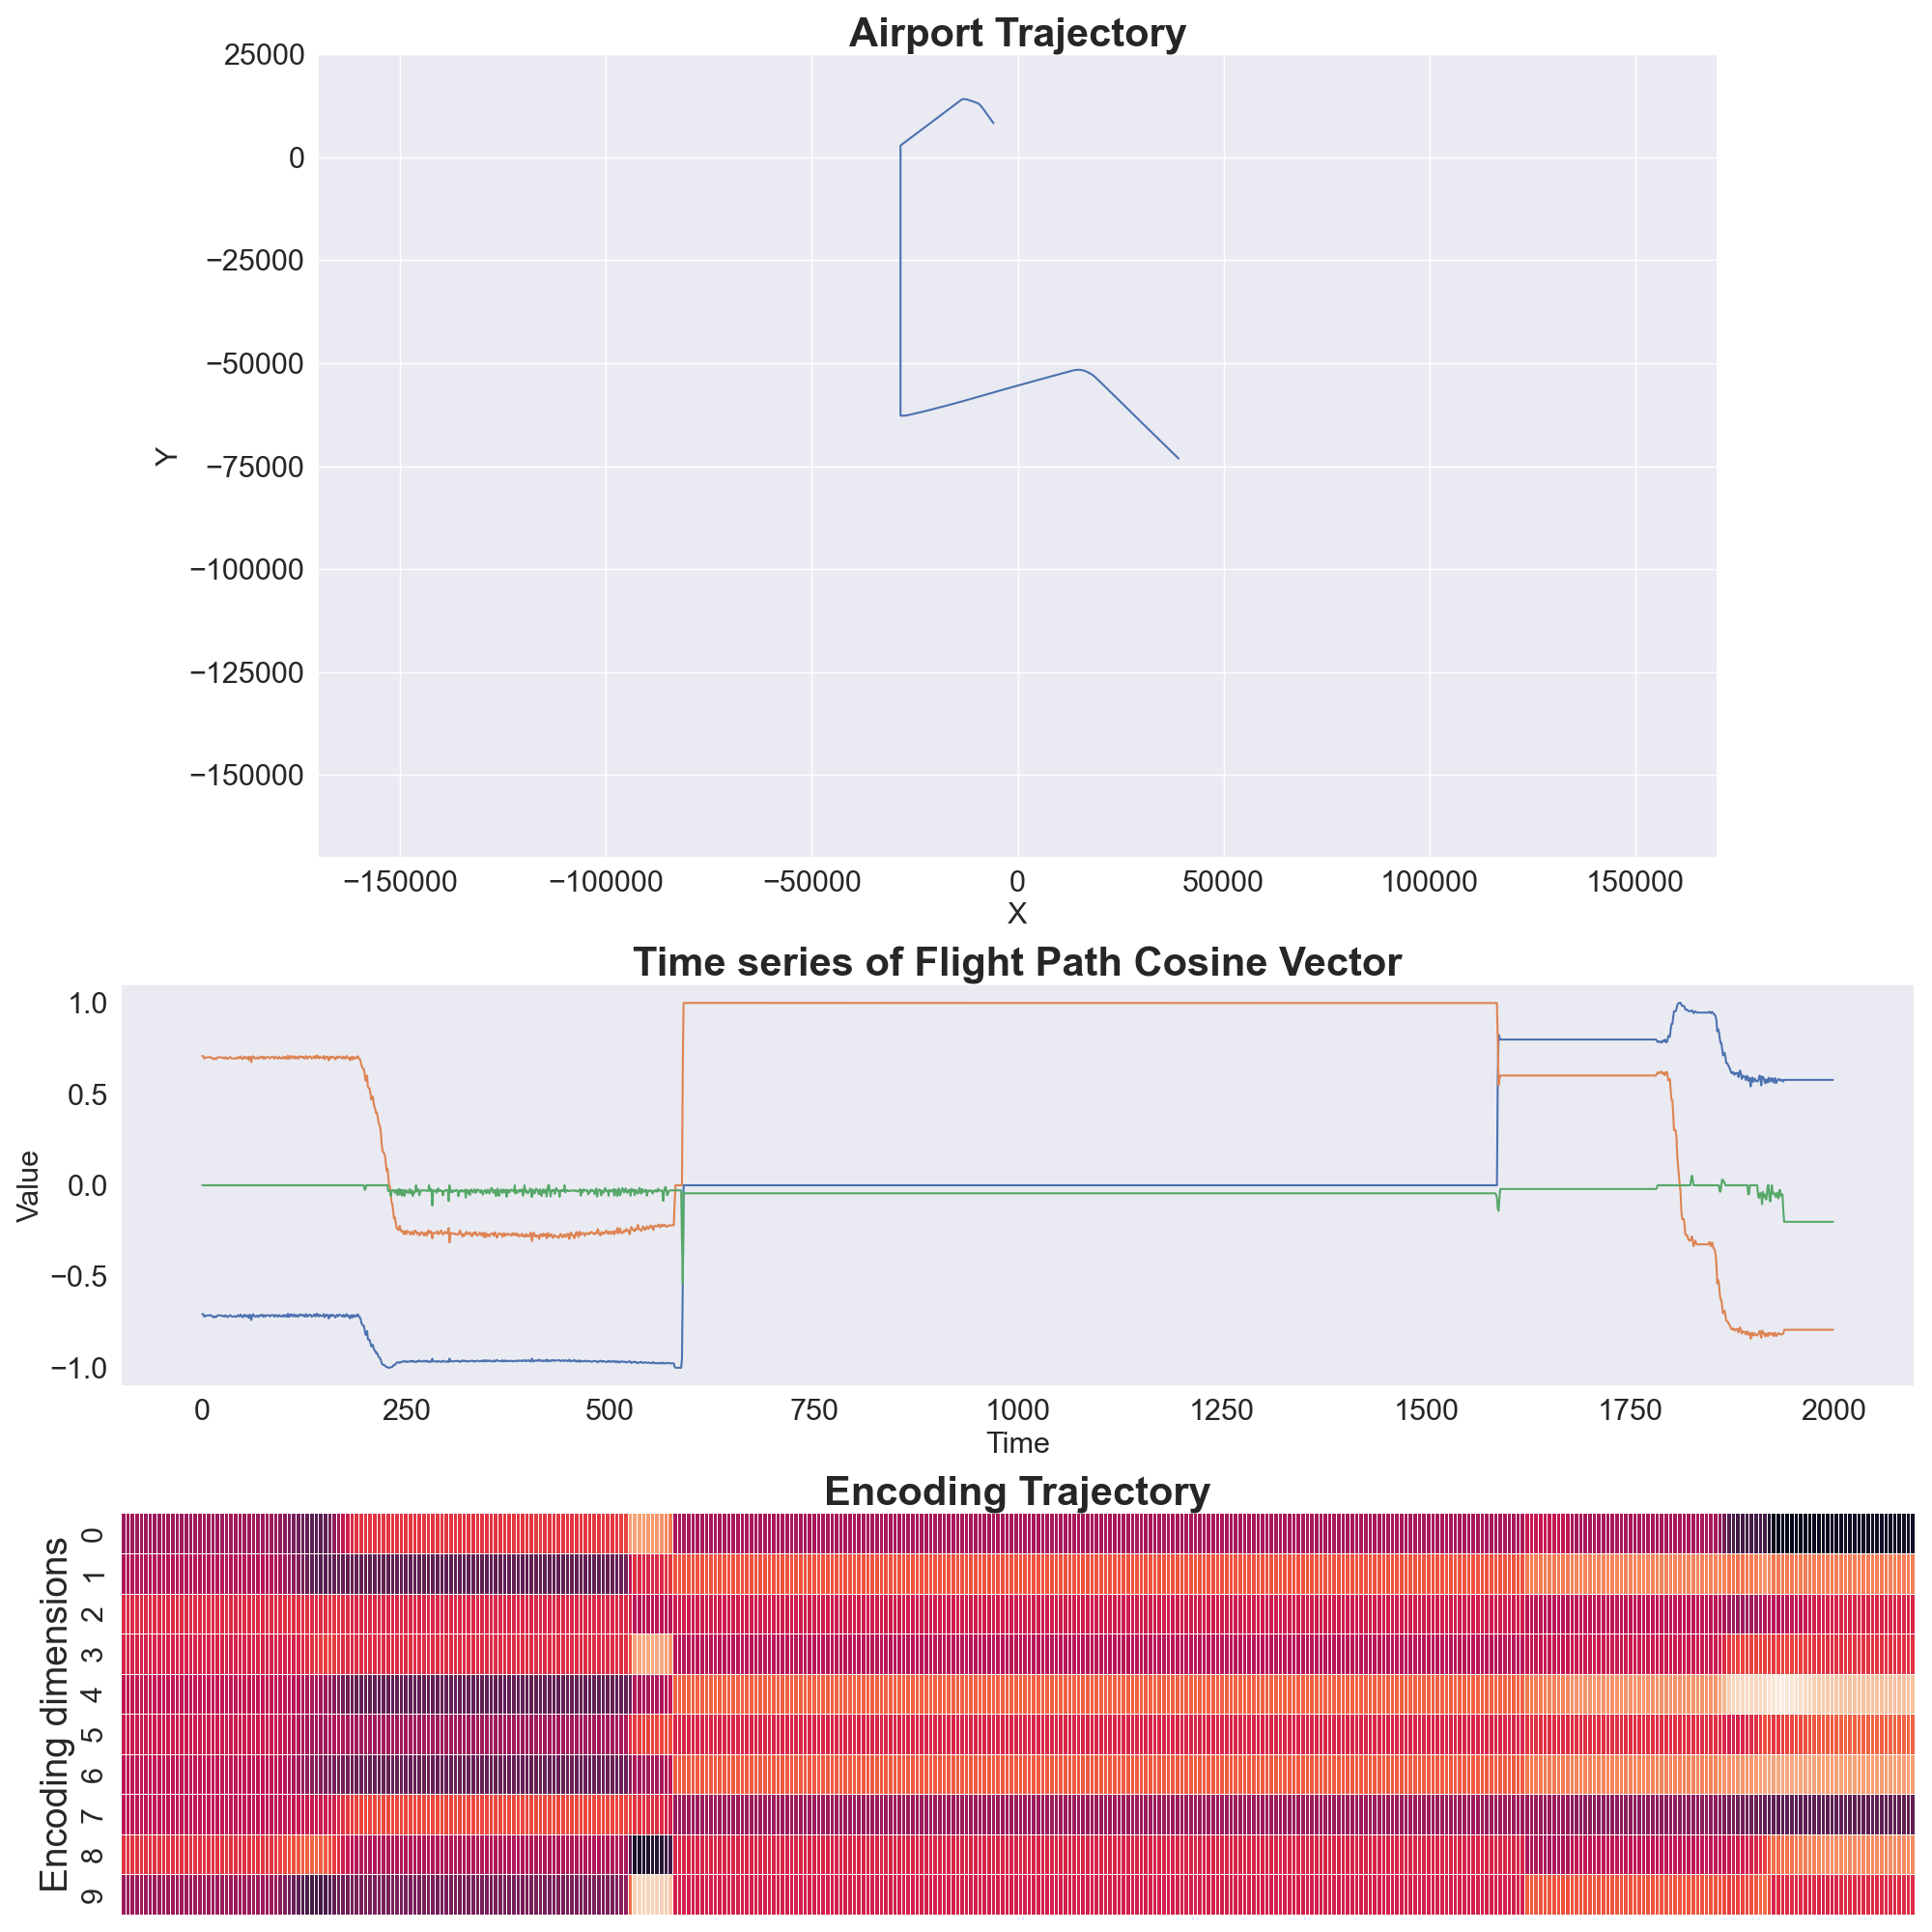 Airport Trajectory
25000
0
−25000
−50000
−75000
−100000
−125000
−150000
Y
−150000 −100000 −50000 0 50000 100000 150000
X
Time series of Flight Path Cosine Vector
1.0
0.5
0.0
−0.5
−1.0
Value
0 250 500 750 1000 1250 1500 1750 2000
Time
Encoding Trajectory
0
1
2
3
4
5
6
7
8
9
Encoding dimensions